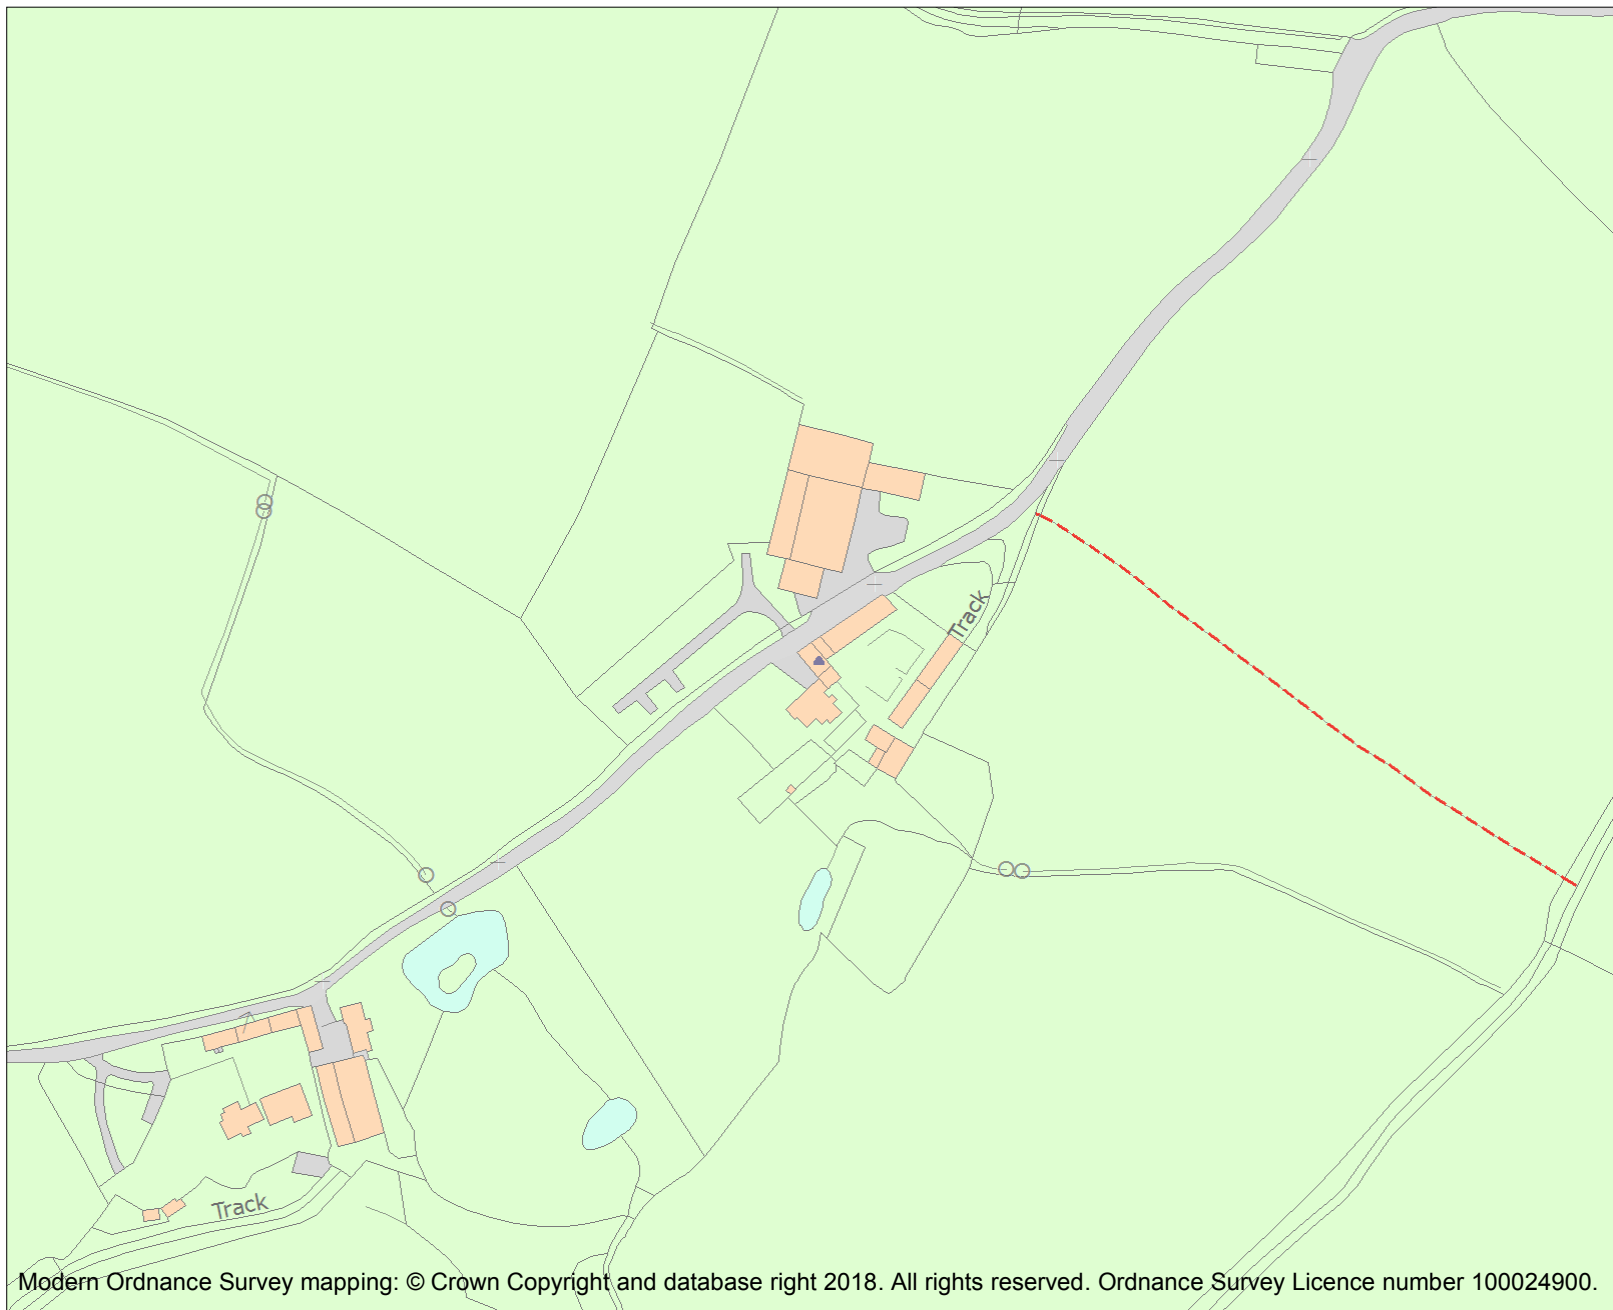 Track
Track
Modern Ordnance Survey mapping: © Crown Copyright and database right 2018. All rights reserved. Ordnance Survey Licence number 100024900.